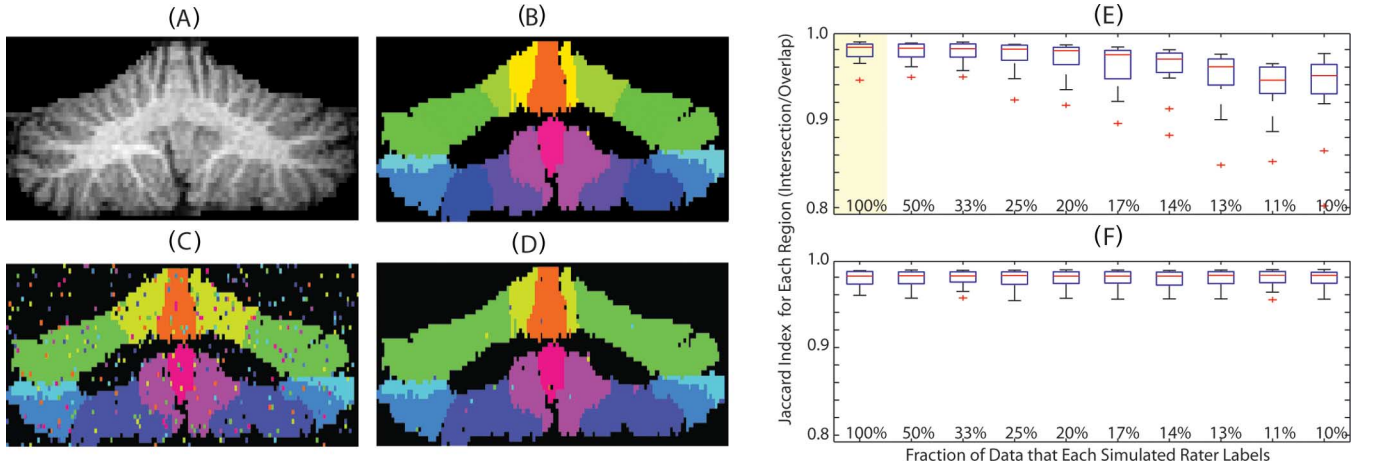 (A)
(B)
(C)
(D)
(E)
1.0
0.9
0.8
100% 50% 33% 25% 20% 17% 14% 13% 11% 10%
(F)
1.0
0.9
0.8
100% 50% 33% 25% 20% 17% 14% 13% 11% 10%
Jaccard Index for Each Region (Intersection/Overlap)
Fraction of Data that Each Simulated Rater Labels